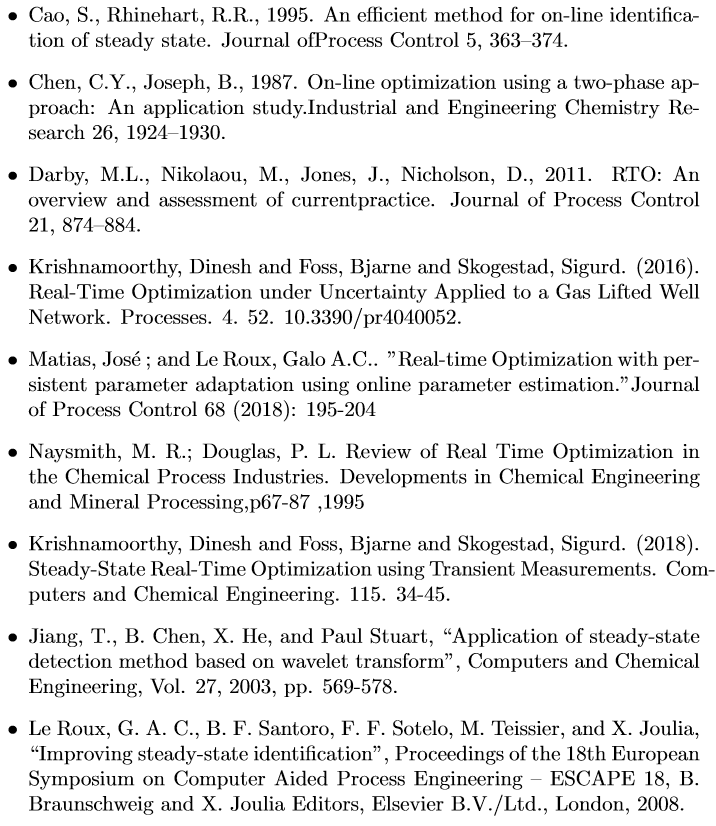 • Cao, S., Rhinehart, R.R., 1995. An efficient method for on-line identifica-
tion of steady state. Journal ofProcess Control 5, 363–374.
• Chen, C.Y., Joseph, B., 1987. On-line optimization using a two-phase ap-
proach: An application study.Industrial and Engineering Chemistry Re-
search 26, 1924–1930.
• Darby, M.L., Nikolaou, M., Jones, J., Nicholson, D., 2011. RTO: An
overview and assessment of currentpractice. Journal of Process Control
21, 874–884.
• Krishnamoorthy, Dinesh and Foss, Bjarne and Skogestad, Sigurd. (2016).
Real-Time Optimization under Uncertainty Applied to a Gas Lifted Well
Network. Processes. 4. 52. 10.3390/pr4040052.
• Matias, José ; and Le Roux, Galo A.C.. ”Real-time Optimization with per-
sistent parameter adaptation using online parameter estimation.”Journal
of Process Control 68 (2018): 195-204
• Naysmith, M. R.; Douglas, P. L. Review of Real Time Optimization in
the Chemical Process Industries. Developments in Chemical Engineering
and Mineral Processing,p67-87 ,1995
• Krishnamoorthy, Dinesh and Foss, Bjarne and Skogestad, Sigurd. (2018).
Steady-State Real-Time Optimization using Transient Measurements. Com-
puters and Chemical Engineering. 115. 34-45.
• Jiang, T., B. Chen, X. He, and Paul Stuart, “Application of steady-state
detection method based on wavelet transform”, Computers and Chemical
Engineering, Vol. 27, 2003, pp. 569-578.
• Le Roux, G. A. C., B. F. Santoro, F. F. Sotelo, M. Teissier, and X. Joulia,
“Improving steady-state identification”, Proceedings of the 18th European
Symposium on Computer Aided Process Engineering – ESCAPE 18, B.
Braunschweig and X. Joulia Editors, Elsevier B.V./Ltd., London, 2008.